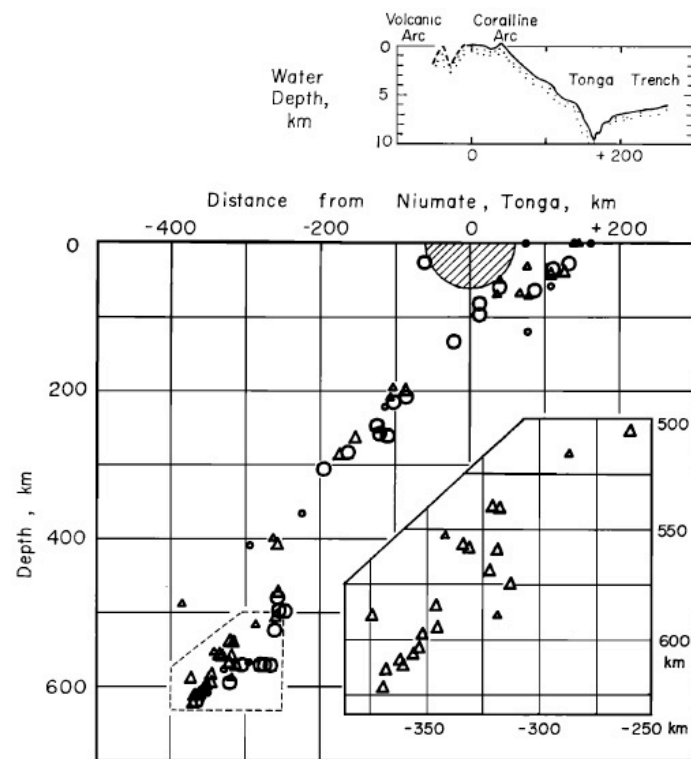 Volcanic Coralline
Arc Arc
Water
Depth,
km
0
5
10
Tonga Trench
0 + 200
Distance from Niumate, Tonga, km
-400 -200 0 + 200
0
200
400
600
Depth, km
500
550
600
km
-350 -300 -250
km